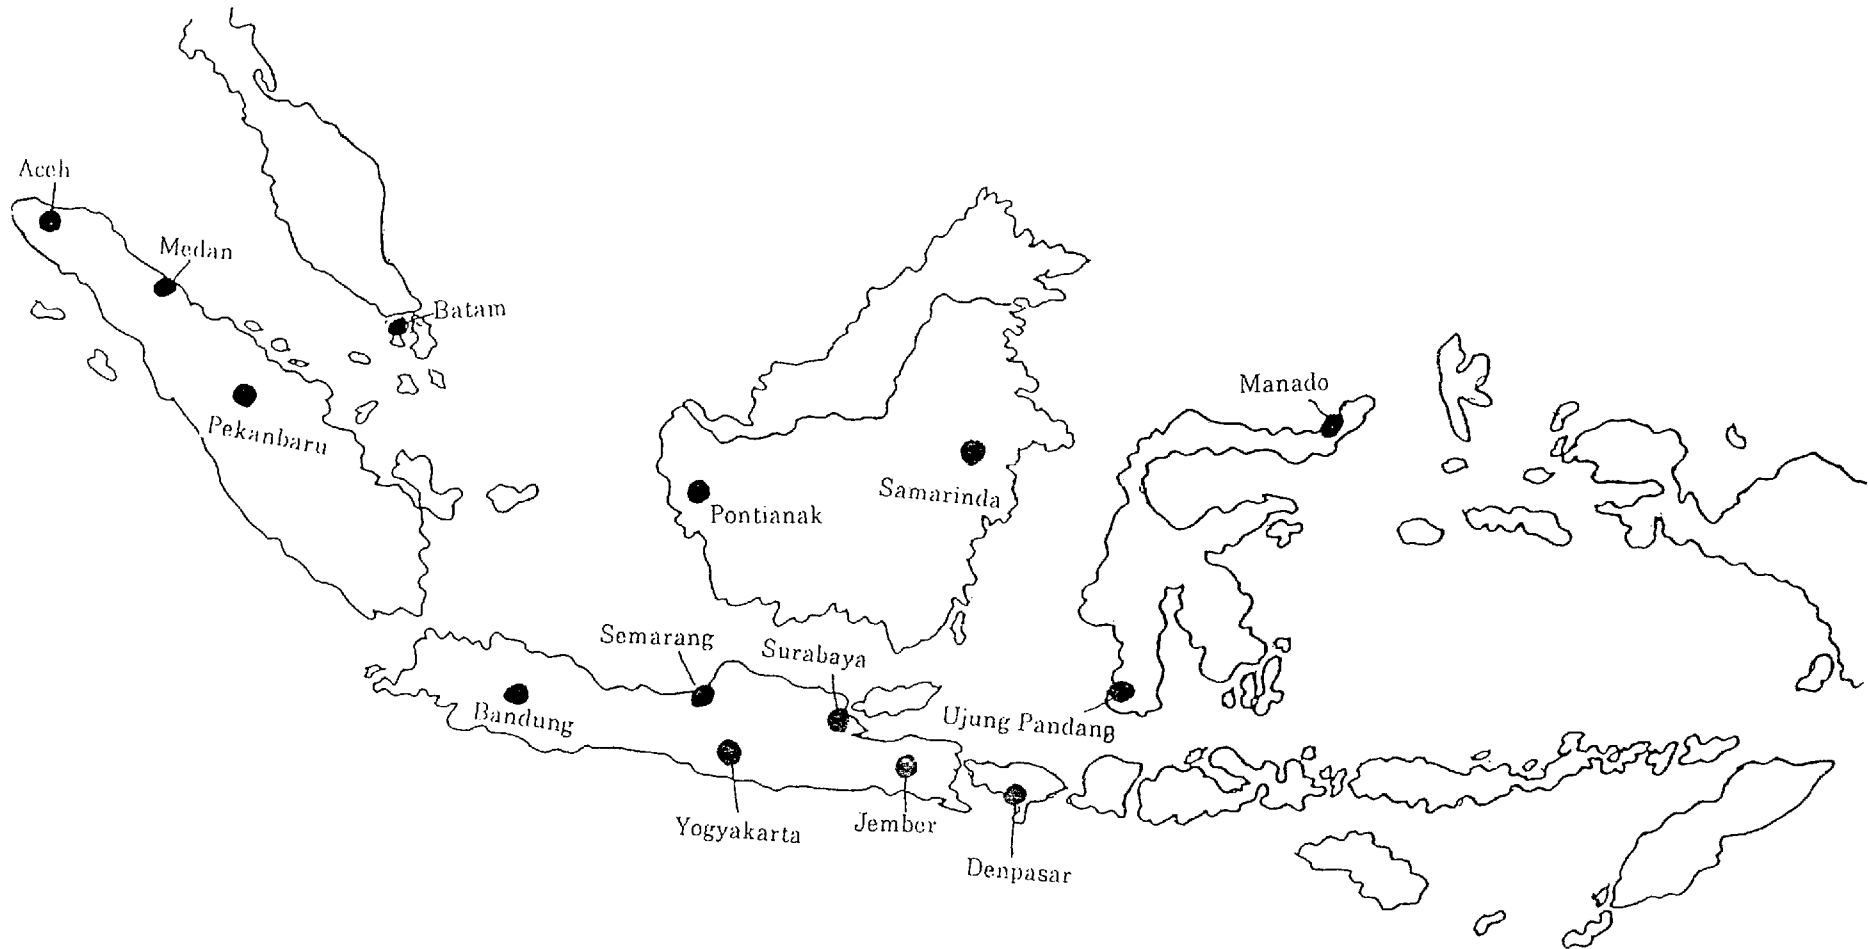 Aceh
Medan
Batam
Pekanbaru
Manado
Samarinda
Pontianak
Semarang
Surabaya
Bandung
Ujung Pandang
Yogyakarta
Jember
Denpasar